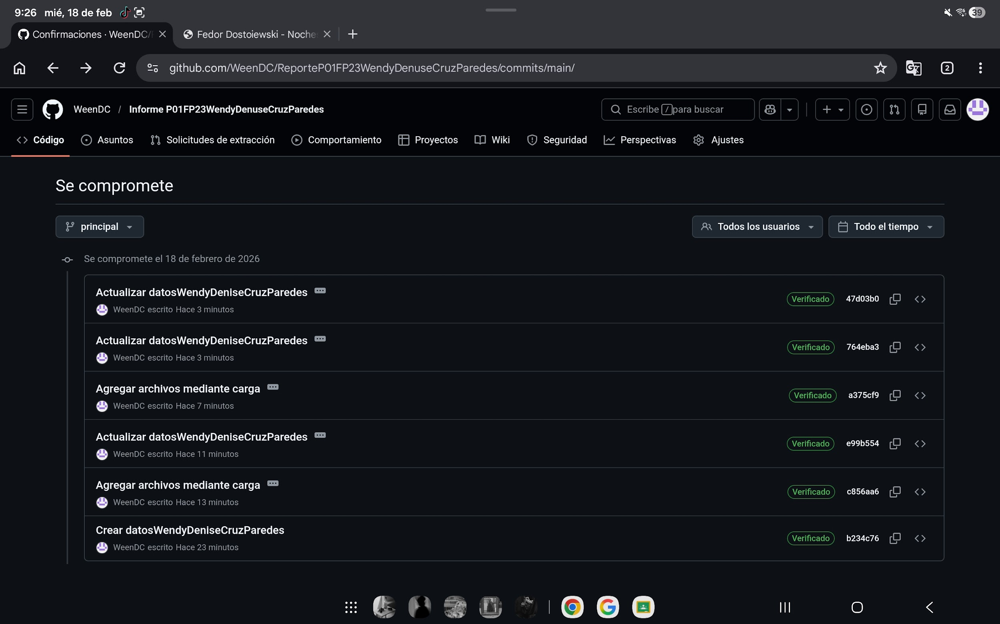 9:26 mié, 18 de feb 39
Confirmaciones · WeenDC/
Fedor Dostoiewski - Noche
github.com/WeenDC/ReporteP01FP23WendyDenuseCruzParedes/commits/main/
2
WeenDC / Informe P01FP23WendyDenuseCruzParedes
Escribe / para buscar
Código Asuntos Solicitudes de extracción Comportamiento Proyectos Wiki Seguridad Perspectivas Ajustes
Se compromete
principal Todos los usuarios Todo el tiempo
Se compromete el 18 de febrero de 2026
Actualizar datosWendyDeniseCruzParedes
WeenDC escrito Hace 3 minutos
Verificado 47d03b0
Actualizar datosWendyDeniseCruzParedes
WeenDC escrito Hace 3 minutos
Verificado 764eba3
Agregar archivos mediante carga
WeenDC escrito Hace 7 minutos
Verificado a375cf9
Actualizar datosWendyDeniseCruzParedes
WeenDC escrito Hace 11 minutos
Verificado e99b554
Agregar archivos mediante carga
WeenDC escrito Hace 13 minutos
Verificado c856aa6
Crear datosWendyDeniseCruzParedes
WeenDC escrito Hace 23 minutos
Verificado b234c76